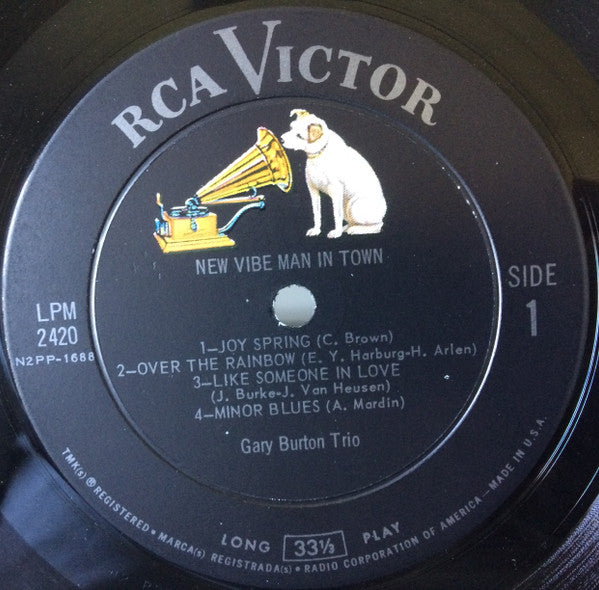 RCA VICTOR
NEW VIBE MAN IN TOWN
LPM
2420
N2PP-1688
SIDE
1
1—JOY SPRING (C. Brown)
2—OVER THE RAINBOW (E. Y. Harburg-H. Arlen)
3—LIKE SOMEONE IN LOVE
(J. Burke-J. Van Heusen)
4—MINOR BLUES (A. Mardin)
Gary Burton Trio
LONG 33⅓ PLAY
TMK(s) ® REGISTERED • MARCA(s) REGISTRADA(s) • RADIO CORPORATION OF AMERICA - MADE IN U.S.A.